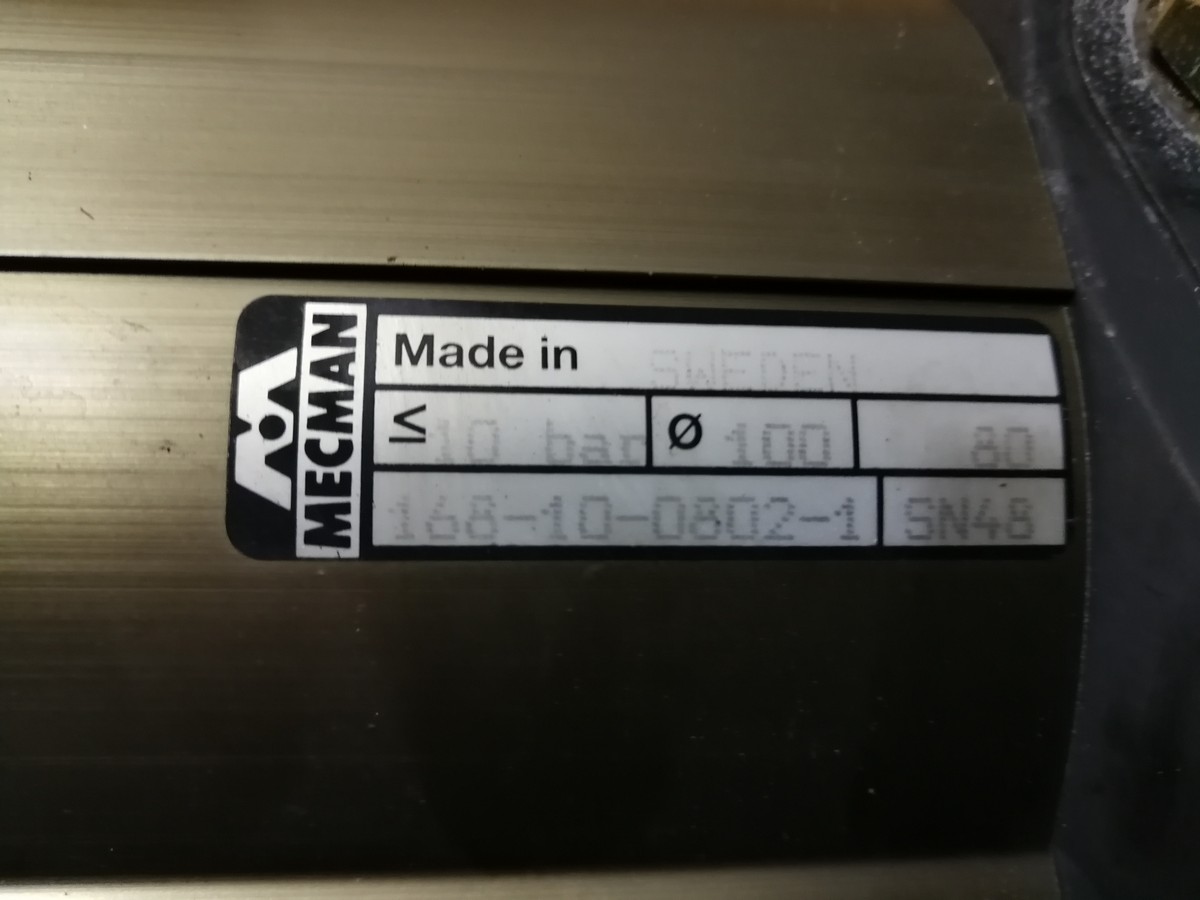 MECMAN
Made in SWEDEN
≤ 10 bar Ø 100 80
168-10-0802-1 SN48